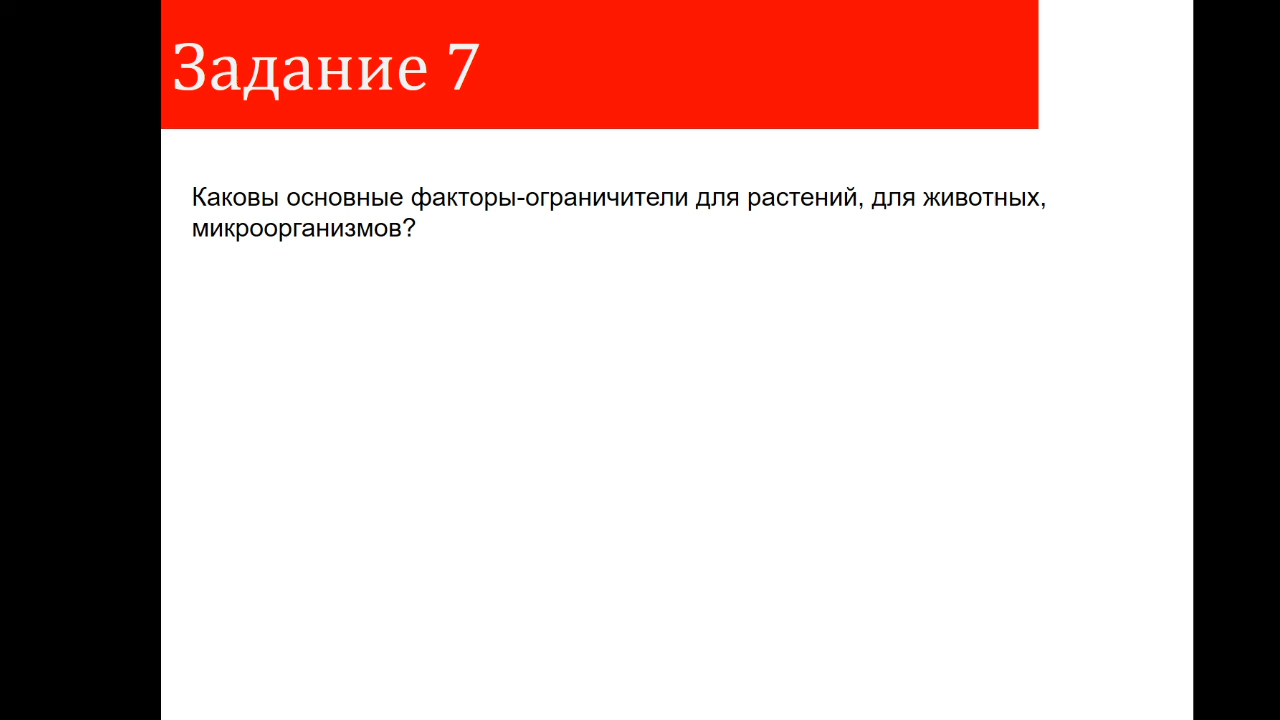 Задание 7
Каковы основные факторы-ограничители для растений, для животных,
микроорганизмов?